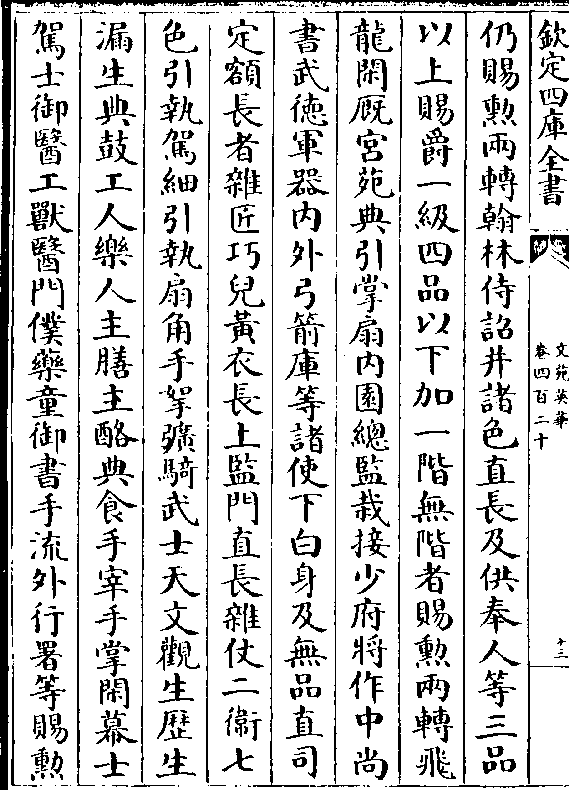 欽定四庫全書
文苑英華
卷四百二十
十三
仍賜勲兩轉翰林侍詔并諸色直長及供奉人等三品
以上賜爵一級四品以下加一階無階者賜勲兩轉飛
龍閑厩宮苑典引掌扇内園總監栽接少府將作中尚
書武徳軍器内外弓箭庫等諸使下白身及無品直司
定額長者雜匠巧兒黃衣長上監門直長雜仗二衛七
色引執駕細引執扇角手弩彍騎武士天文觀生歴生
漏生典鼓工人樂人主膳主酪典食手宰手掌閑幕士
駕士御醫工獸醫門僕藥童御書手流外行署等賜勲